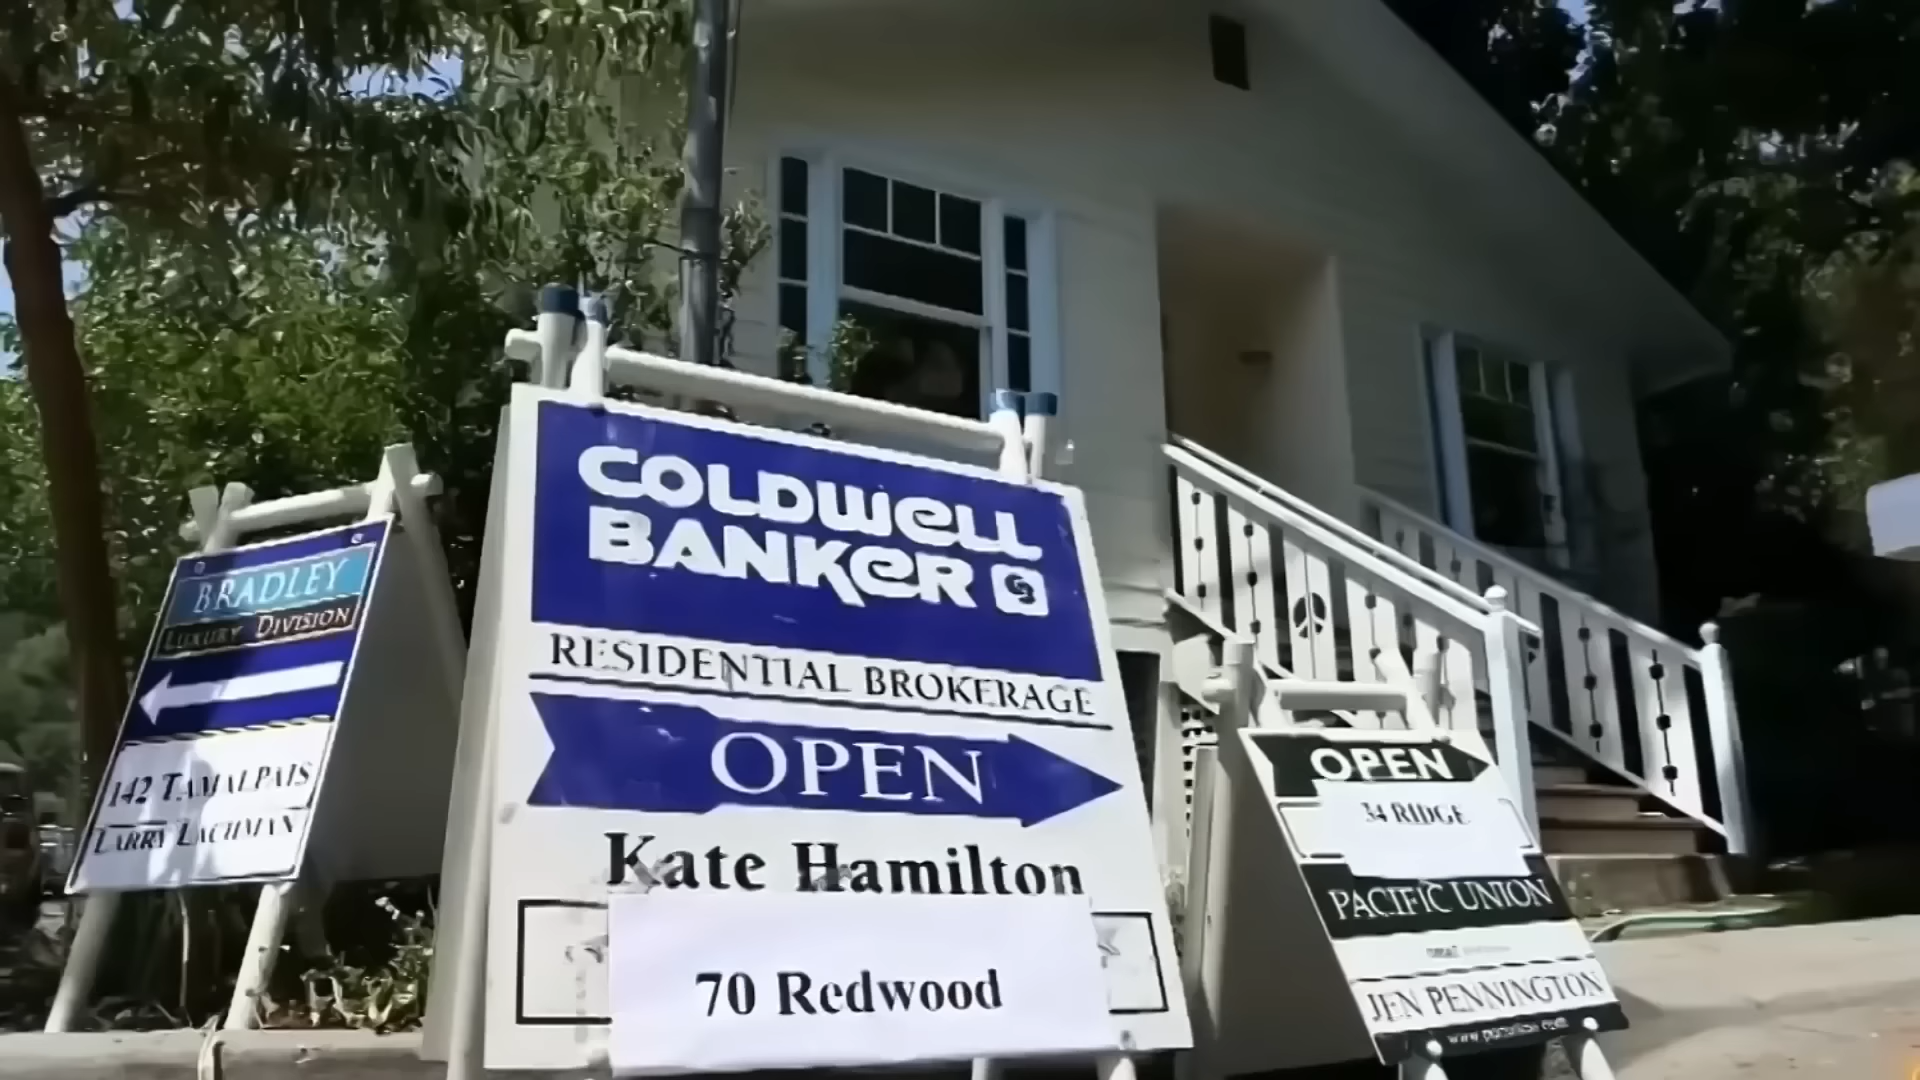 BRADLEY
LUXURY DIVISION
142 TAMALPAIS
LARRY LACHMAN
COLDWELL
BANKER
RESIDENTIAL BROKERAGE
OPEN
Kate Hamilton
70 Redwood
OPEN
34 RIDGE
PACIFIC UNION
JEN PENNINGTON